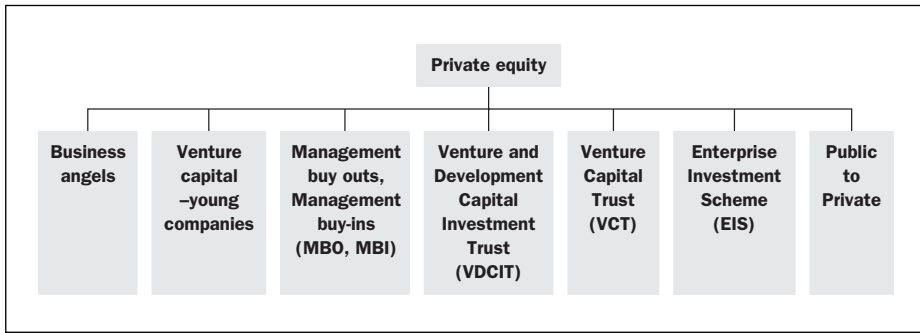 Private equity
Business
angels
Venture
capital
–young
companies
Management
buy outs,
Management
buy-ins
(MBO, MBI)
Venture and
Development
Capital
Investment
Trust
(VDCIT)
Venture
Capital
Trust
(VCT)
Enterprise
Investment
Scheme
(EIS)
Public
to
Private